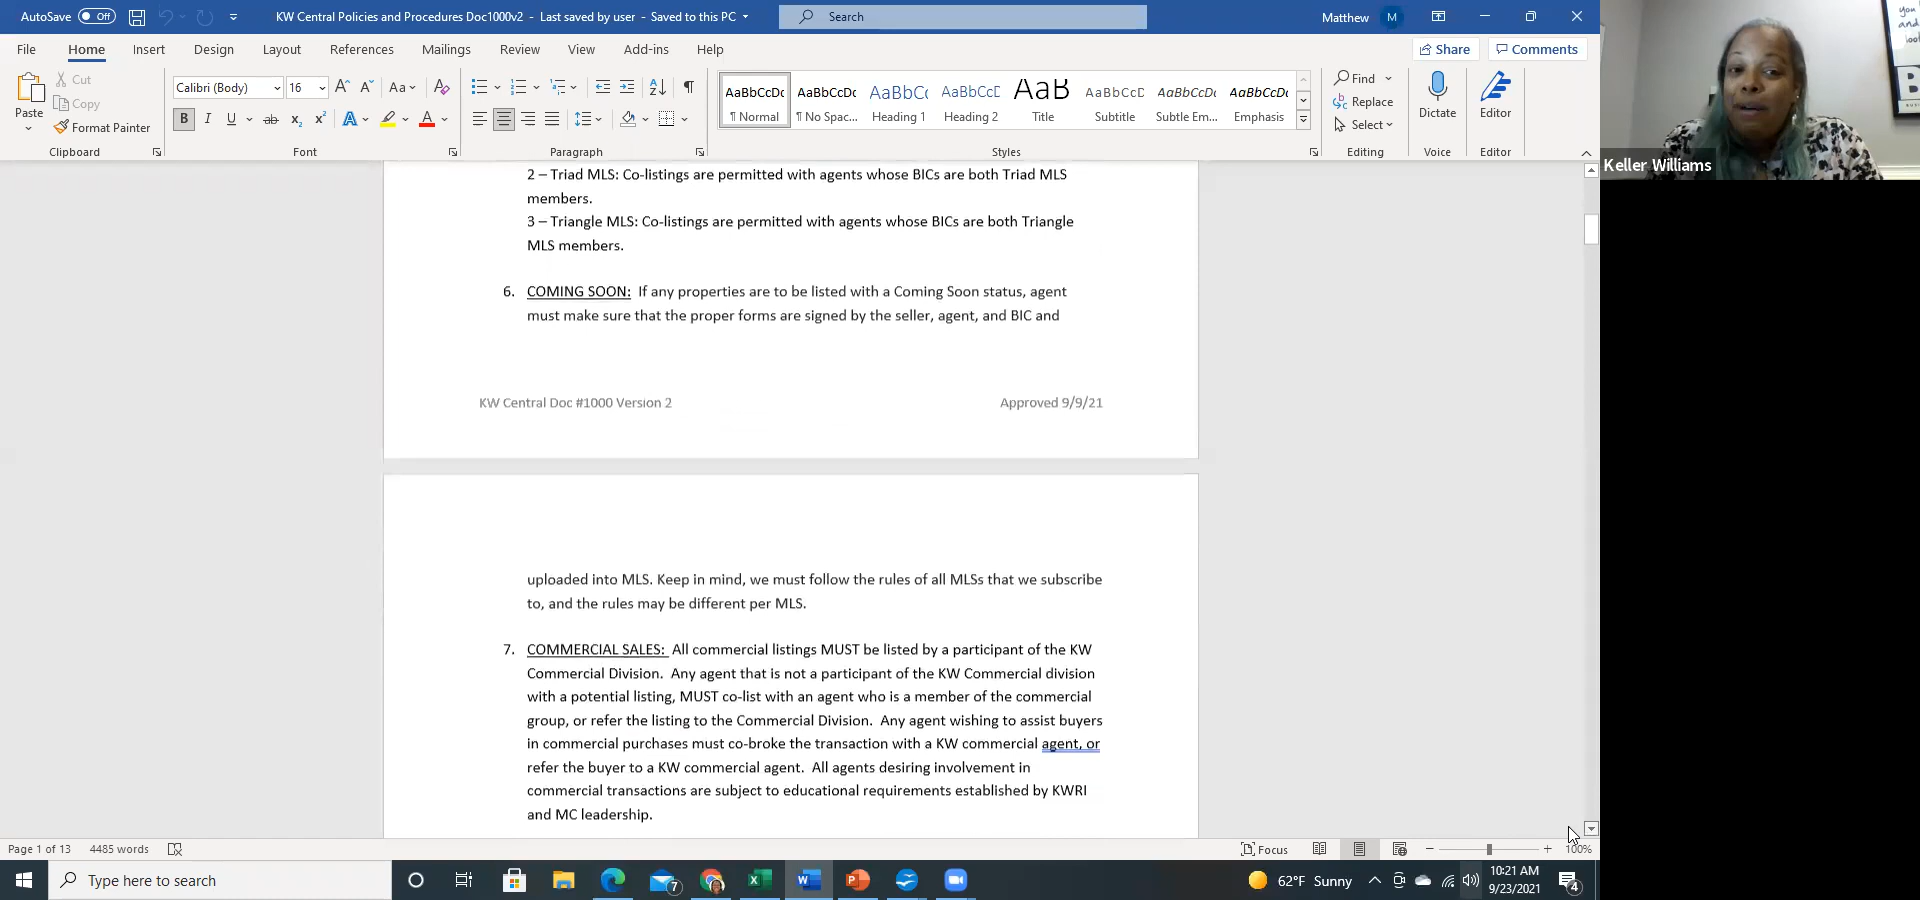 AutoSave Off KW Central Policies and Procedures Doc1000v2 - Last saved by user - Saved to this PC Search Matthew M
File Home Insert Design Layout References Mailings Review View Add-ins Help Share Comments
Paste Cut Copy Format Painter
Calibri (Body) 16
AaBbCcDc AaBbCcDc AaBbC AaBbCcD AaB AaBbCcD AaBbCcDc AaBbCcDc
¶ Normal ¶ No Spac... Heading 1 Heading 2 Title Subtitle Subtle Em... Emphasis
Find Replace Select Dictate Editor
Clipboard Font Paragraph Styles Editing Voice Editor
2 – Triad MLS: Co-listings are permitted with agents whose BICs are both Triad MLS
members.
3 – Triangle MLS: Co-listings are permitted with agents whose BICs are both Triangle
MLS members.
6. COMING SOON: If any properties are to be listed with a Coming Soon status, agent
must make sure that the proper forms are signed by the seller, agent, and BIC and
KW Central Doc #1000 Version 2 Approved 9/9/21
uploaded into MLS. Keep in mind, we must follow the rules of all MLSs that we subscribe
to, and the rules may be different per MLS.
7. COMMERCIAL SALES: All commercial listings MUST be listed by a participant of the KW
Commercial Division. Any agent that is not a participant of the KW Commercial division
with a potential listing, MUST co-list with an agent who is a member of the commercial
group, or refer the listing to the Commercial Division. Any agent wishing to assist buyers
in commercial purchases must co-broke the transaction with a KW commercial agent, or
refer the buyer to a KW commercial agent. All agents desiring involvement in
commercial transactions are subject to educational requirements established by KWRI
and MC leadership.
Page 1 of 13 4485 words Focus 100%
Type here to search 7 62°F Sunny 10:21 AM
9/23/2021 4
Keller Williams
you
and